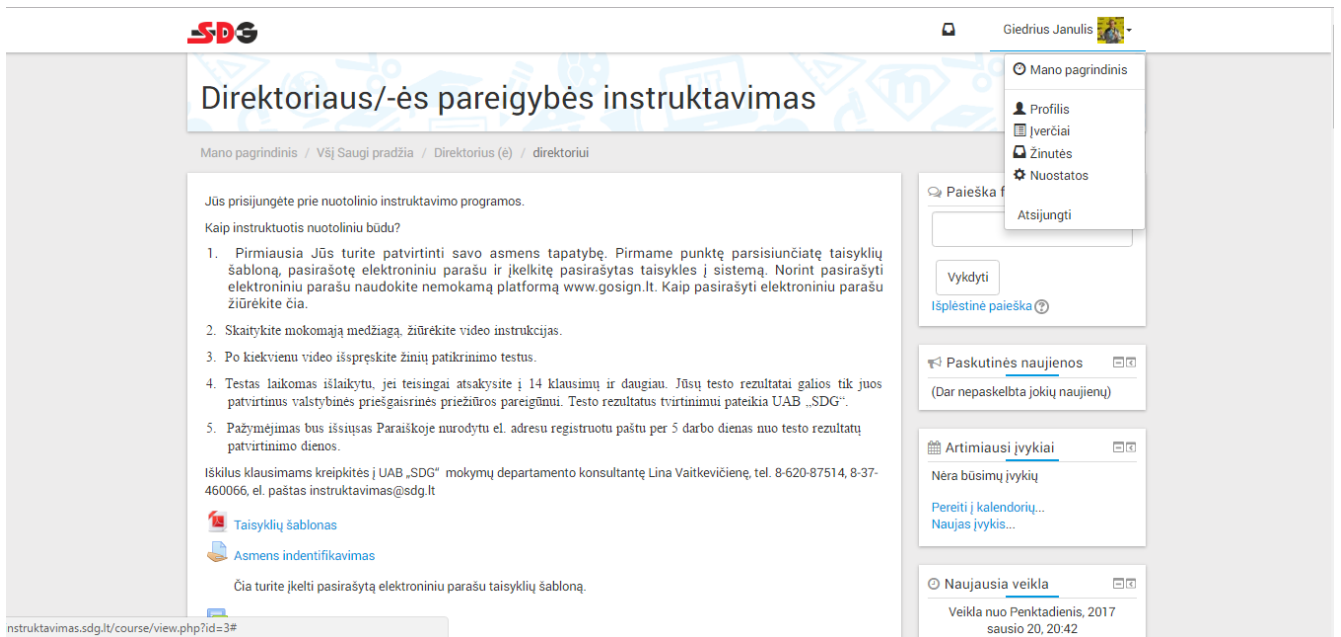 SDG
Giedrius Janulis
Mano pagrindinis
Profilis
Įverčiai
Žinutės
Nuostatos
Atsijungti
Direktoriaus/-ės pareigybės instruktavimas
Mano pagrindinis / VšĮ Saugi pradžia / Direktorius (ė) / direktoriui
Jūs prisijungėte prie nuotolinio instruktavimo programos.
Kaip instruktuotis nuotoliniu būdu?
1. Pirmiausia Jūs turite patvirtinti savo asmens tapatybę. Pirmame punktę parsisiunčiatę taisyklių
šabloną, pasirašotę elektroniniu parašu ir įkelkitę pasirašytas taisykles į sistemą. Norint pasirašyti
elektroniniu parašu naudokite nemokamą platformą www.gosign.lt. Kaip pasirašyti elektroniniu parašu
žiūrėkite čia.
2. Skaitykite mokomąją medžiagą, žiūrėkite video instrukcijas.
3. Po kiekvienu video išspręskite žinių patikrinimo testus.
4. Testas laikomas išlaikytu, jei teisingai atsakysite į 14 klausimų ir daugiau. Jūsų testo rezultatai galios tik juos
patvirtinus valstybinės priešgaisrinės priežiūros pareigūnui. Testo rezultatus tvirtinimui pateikia UAB „SDG“.
5. Pažymėjimas bus išsiųsas Paraiškoje nurodytu el. adresu registruotu paštu per 5 darbo dienas nuo testo rezultatų
patvirtinimo dienos.
Iškilus klausimams kreipkitės į UAB „SDG“ mokymų departamento konsultantę Lina Vaitkevičienę, tel. 8-620-87514, 8-37-
460066, el. paštas instruktavimas@sdg.lt
Taisyklių šablonas
Asmens indentifikavimas
Čia turite įkelti pasirašytą elektroniniu parašu taisyklių šabloną.
Paieška f
Vykdyti
Išplėstinė paieška
Paskutinės naujienos
(Dar nepaskelbta jokių naujienų)
Artimiausi įvykiai
Nėra būsimų įvykių
Pereiti į kalendorių...
Naujas įvykis...
Naujausia veikla
Veikla nuo Penktadienis, 2017
sausio 20, 20:42
nstruktavimas.sdg.lt/course/view.php?id=3#